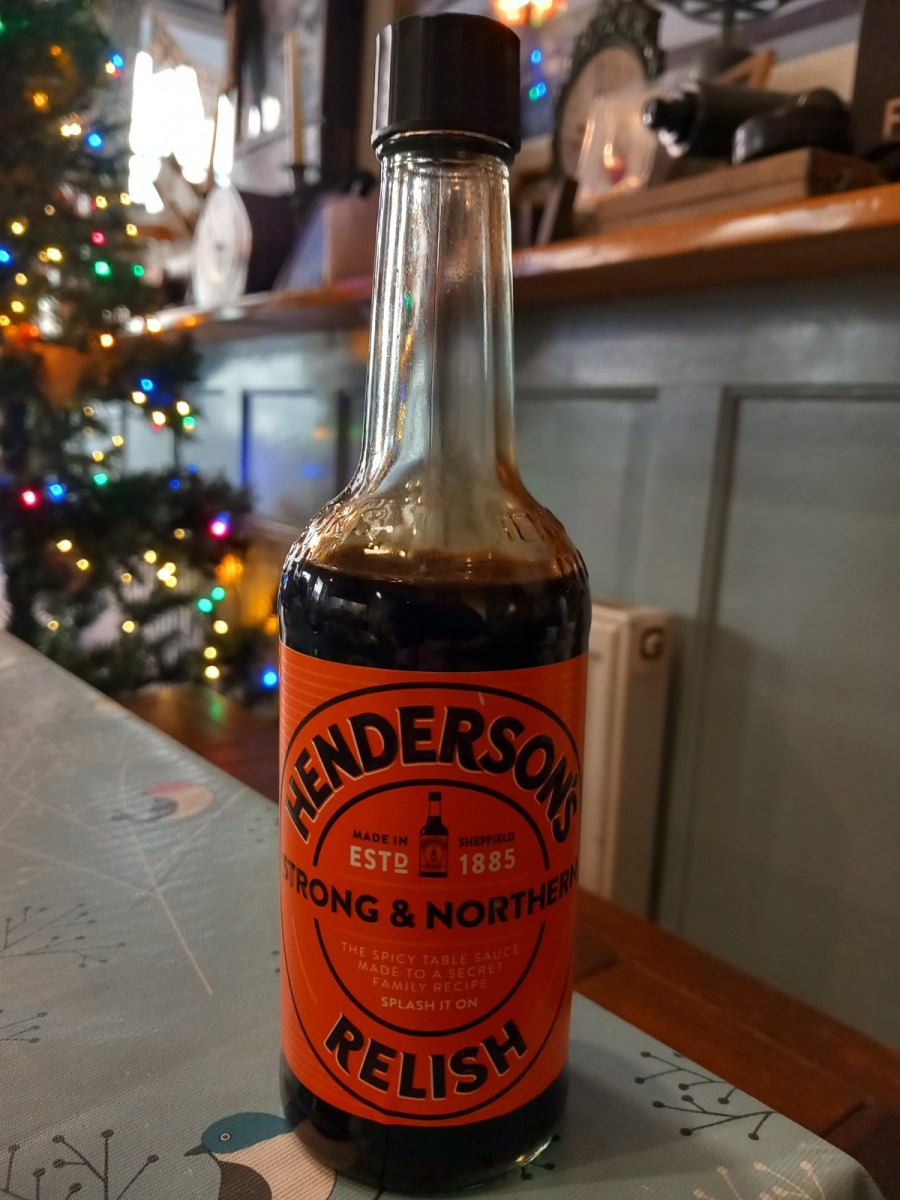 HENDERSON'S
MADE IN SHEFFIELD
ESTD 1885
STRONG & NORTHERN
THE SPICY TABLE SAUCE
MADE TO A SECRET
FAMILY RECIPE
SPLASH IT ON
RELISH